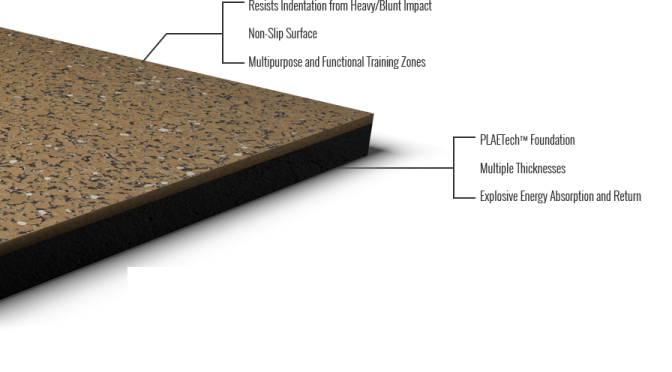 Resists Indentation from Heavy/Blunt Impact
Non-Slip Surface
Multipurpose and Functional Training Zones
PLAETech™ Foundation
Multiple Thicknesses
Explosive Energy Absorption and Return